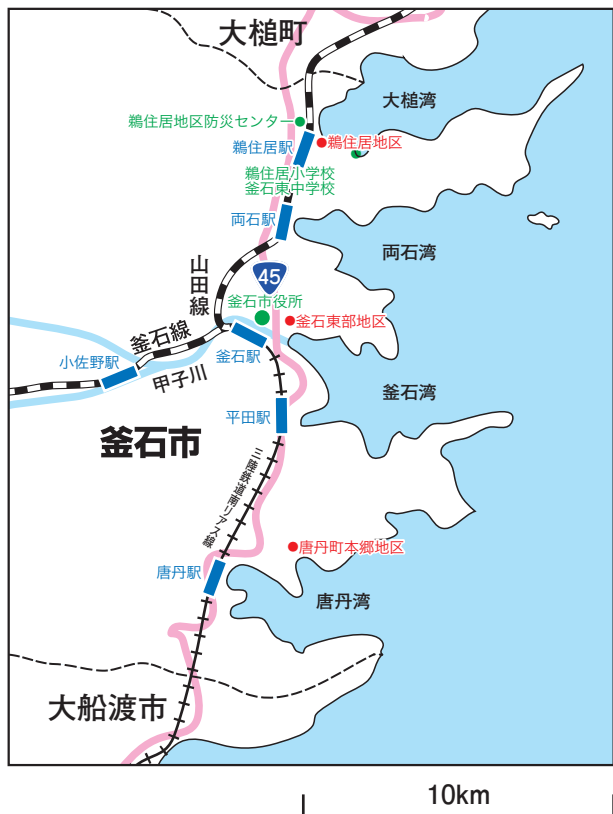 大槌町
大槌湾
鵜住居地区防災センター
鵜住居駅
鵜住居地区
鵜住居小学校
釜石東中学校
両石駅
両石湾
山田線
45
釜石市役所
釜石東部地区
釜石線
釜石駅
小佐野駅
甲子川
釜石湾
平田駅
釜石市
三陸鉄道南リアス線
唐丹町本郷地区
唐丹駅
唐丹湾
大船渡市
10km